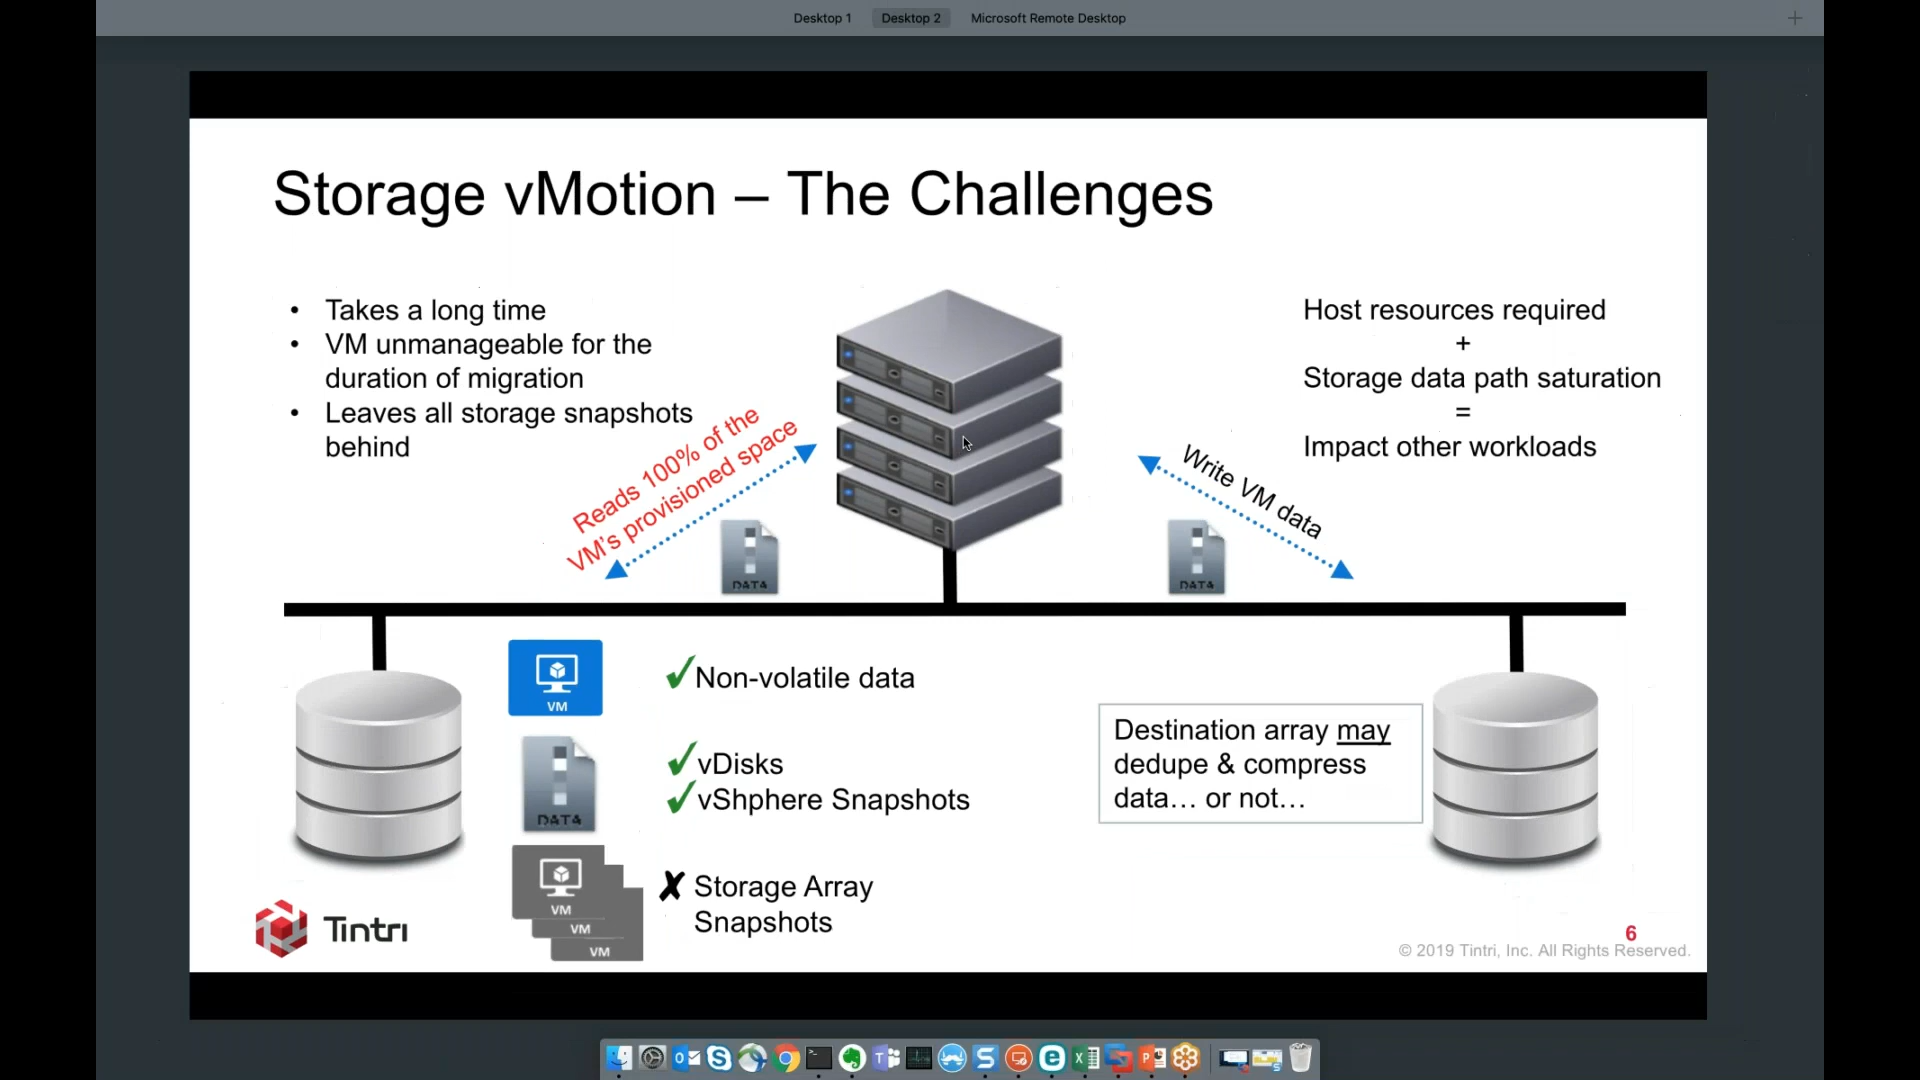 Desktop 1
Desktop 2
Microsoft Remote Desktop
Storage vMotion – The Challenges
• Takes a long time
• VM unmanageable for the
duration of migration
• Leaves all storage snapshots
behind
Reads 100% of the
VM's provisioned space
DATA
Write VM data
DATA
Host resources required
+
Storage data path saturation
=
Impact other workloads
VM
Non-volatile data
DATA
vDisks
vShphere Snapshots
VM
VM
VM
Storage Array
Snapshots
Destination array may
dedupe & compress
data… or not…
Tintri
6
© 2019 Tintri, Inc. All Rights Reserved.